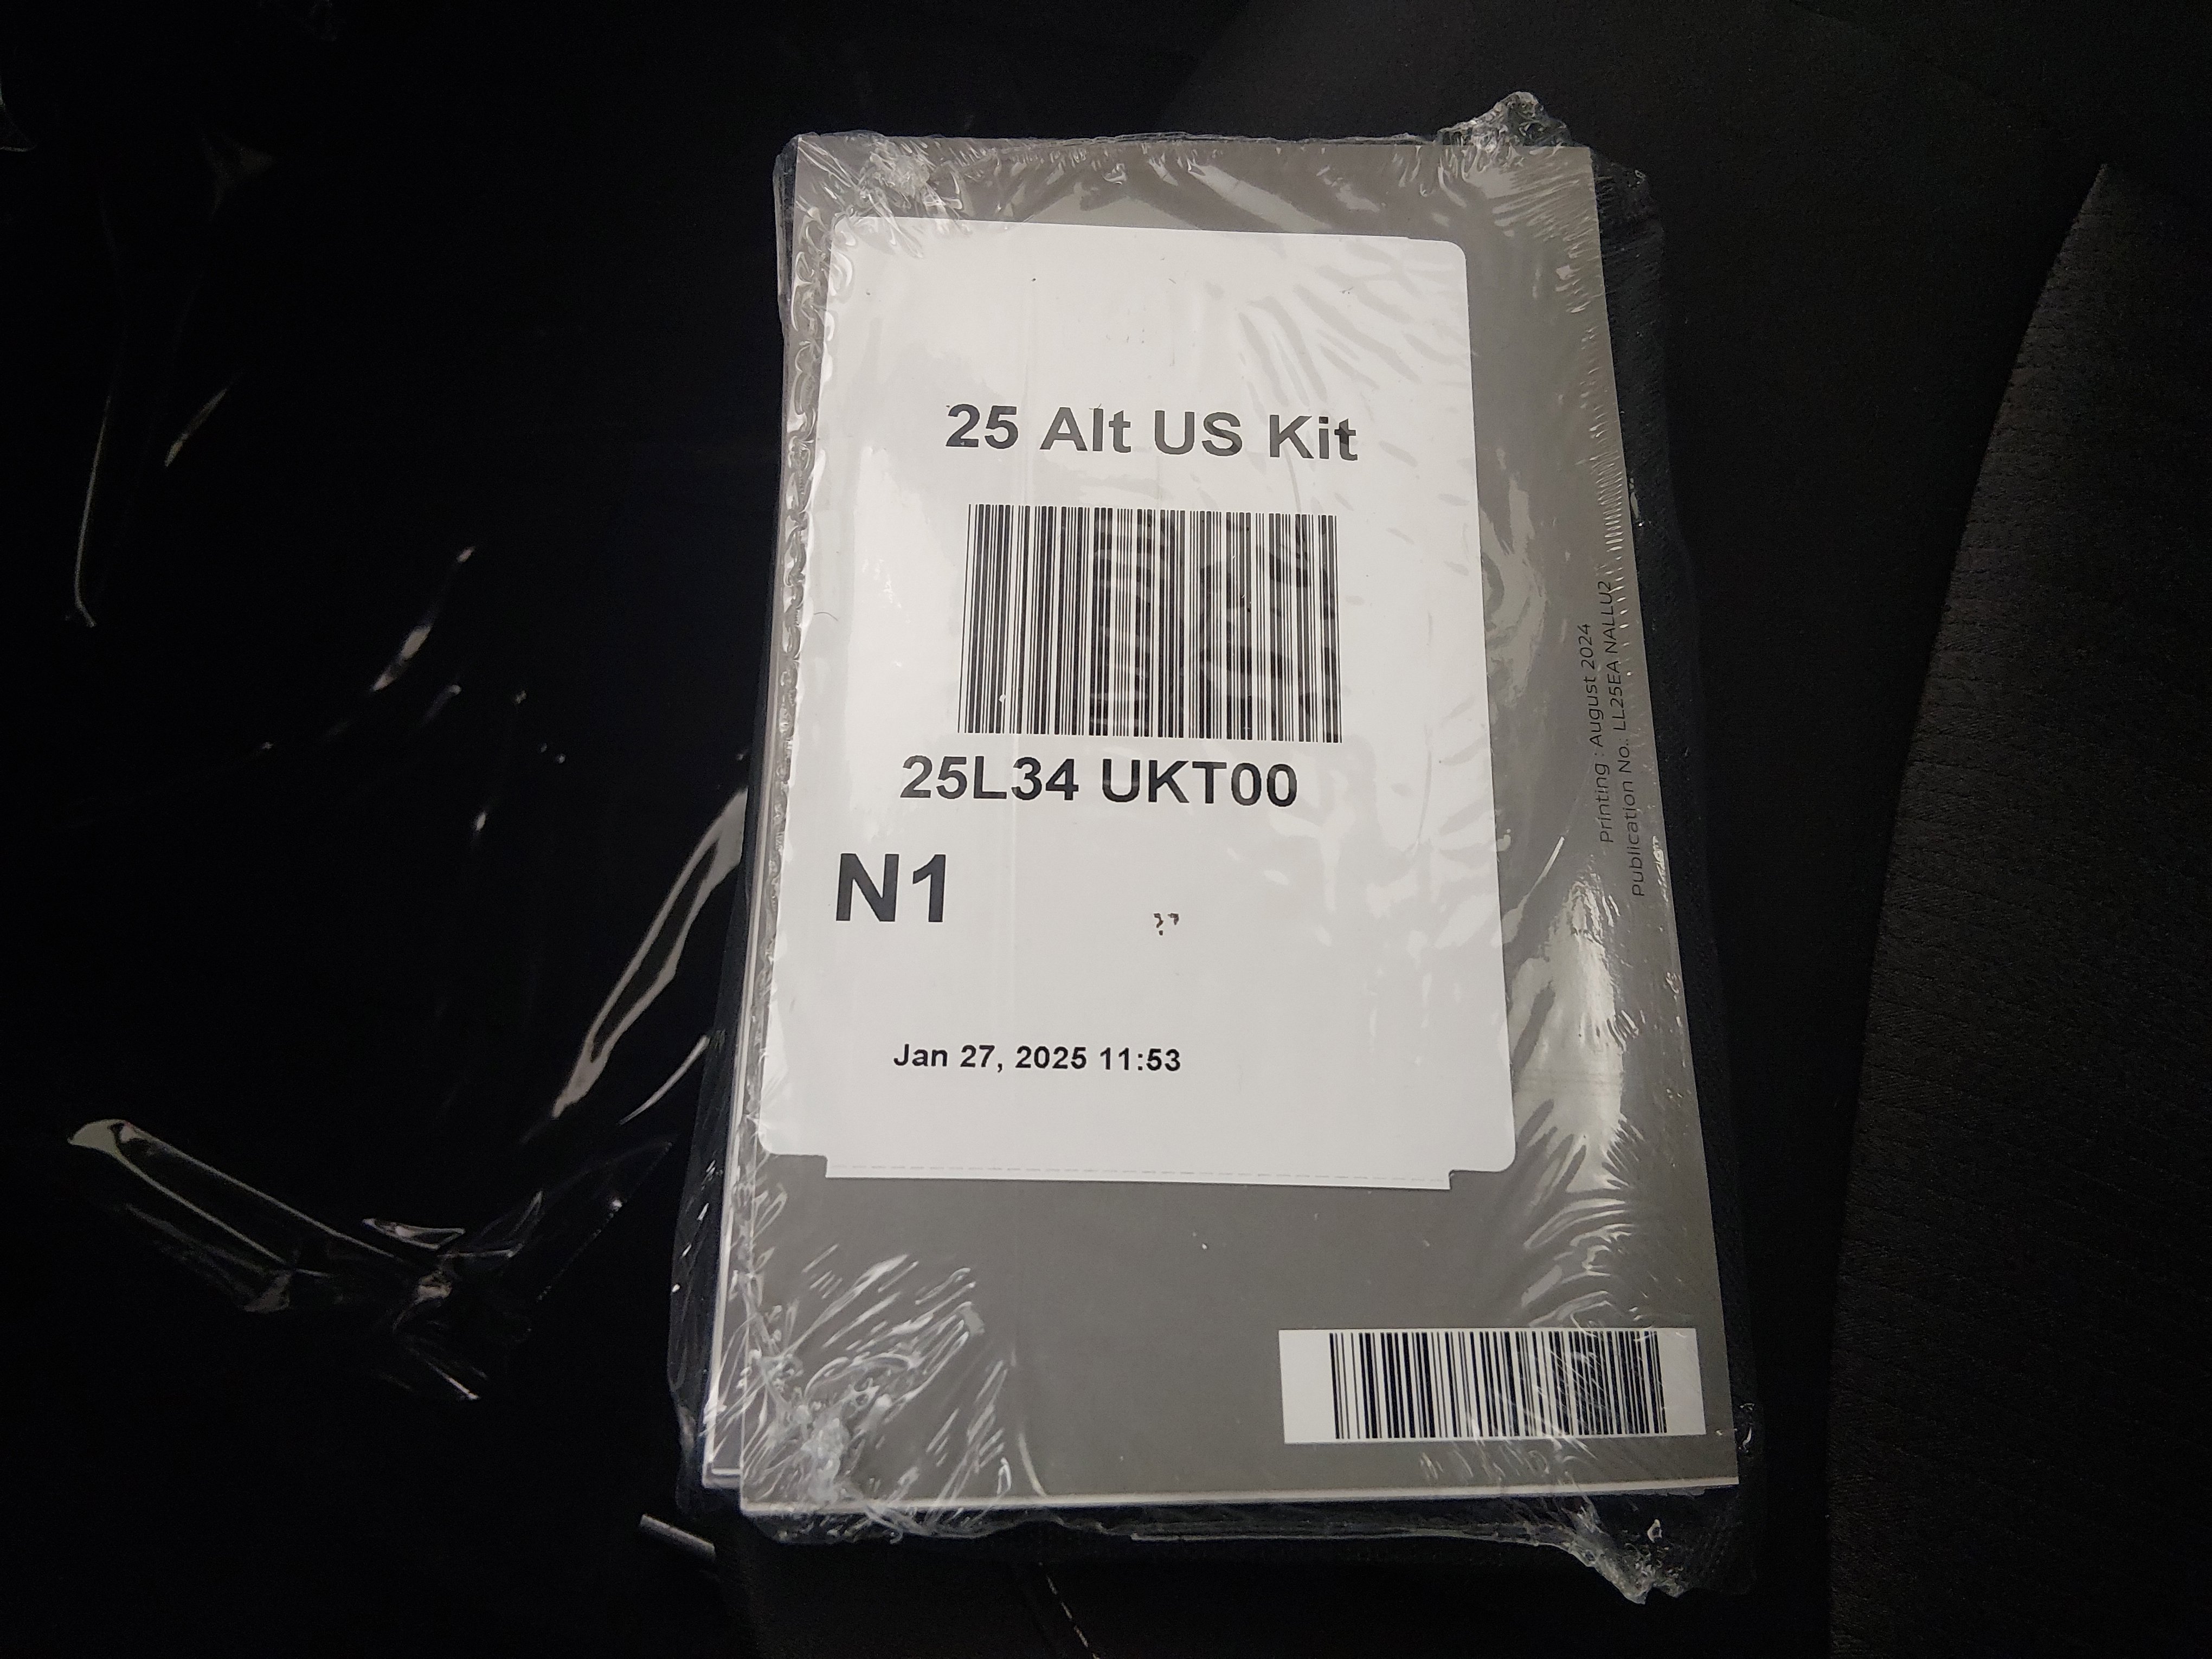 25 Alt US Kit
25L34 UKT00
N1
Jan 27, 2025 11:53
Printing : August 2024
Publication No.: LL25EA NALLU2